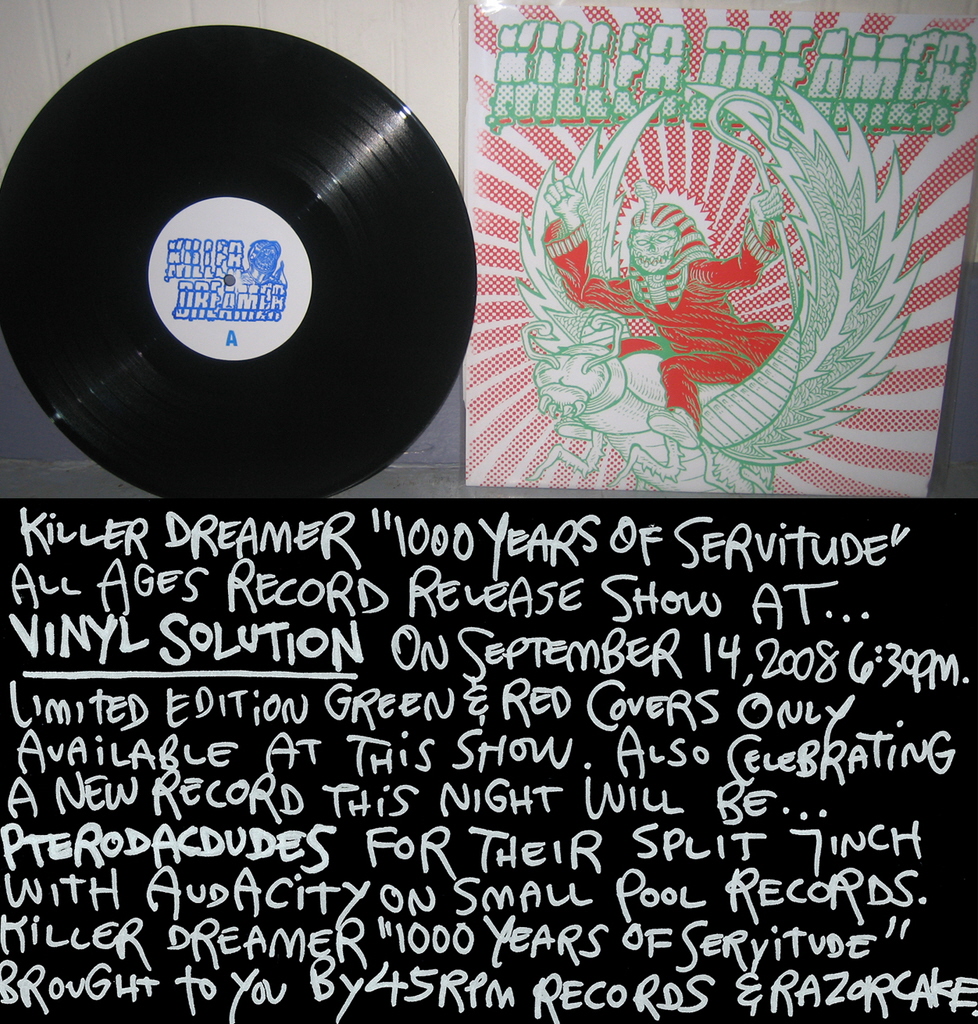 KILLER DREAMER
KILLER
DREAMER
A
KILLER DREAMER "1000 YEARS OF SERVITUDE"
ALL AGES RECORD RELEASE SHOW AT...
VINYL SOLUTION ON SEPTEMBER 14, 2008 6:30PM.
LIMITED EDITION GREEN & RED COVERS ONLY
AVAILABLE AT THIS SHOW. ALSO CELEBRATING
A NEW RECORD THIS NIGHT WILL BE...
PTERODACDUDES FOR THEIR SPLIT 7INCH
WITH AUDACITY ON SMALL POOL RECORDS.
KILLER DREAMER "1000 YEARS OF SERVITUDE"
BROUGHT TO YOU BY 45RPM RECORDS & RAZORCAKE